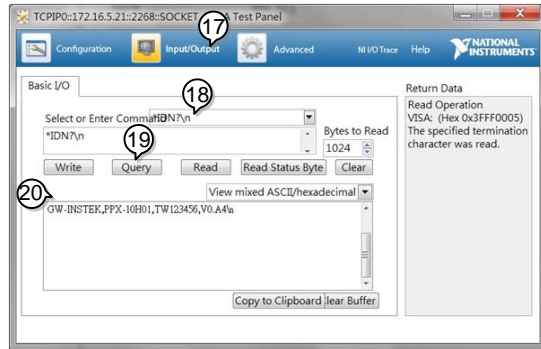 TCPIP0::172.16.5.21::2268::SOCKET A Test Panel
17
Configuration Input/Output Advanced NI I/O Trace Help NATIONAL INSTRUMENTS
Basic I/O
Return Data
Read Operation
VISA: (Hex 0x3FFF0005)
The specified termination
character was read.
18
Select or Enter Command *IDN?\n
*IDN?\n
Bytes to Read
1024
19
Write Query Read Read Status Byte Clear
20
View mixed ASCII/hexadecimal
GW-INSTEK,PPX-10H01,TW123456,V0.A4\n
Copy to Clipboard lear Buffer